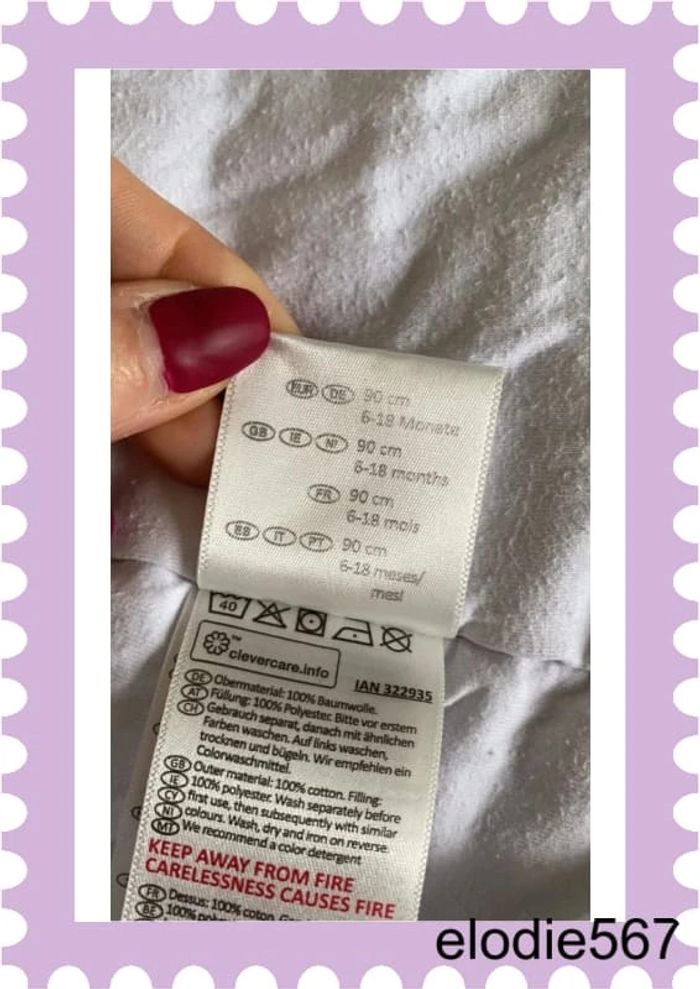 EUR DE 90 cm
6-18 Monate
GB IE NI 90 cm
6-18 months
FR 90 cm
6-18 mois
ES IT PT 90 cm
6-18 meses/
mesi
40
™
clevercare.info
IAN 322935
DE Obermaterial: 100% Baumwolle.
AT Füllung: 100% Polyester. Bitte vor erstem
CH Gebrauch separat, danach mit ähnlichen
Farben waschen. Auf links waschen,
trocknen und bügeln. Wir empfehlen ein
Colorwaschmittel.
GB Outer material: 100% cotton. Filling:
IE 100% polyester. Wash separately before
CY first use, then subsequently with similar
NI colours. Wash, dry and iron on reverse.
MT We recommend a color detergent
KEEP AWAY FROM FIRE
CARELESSNESS CAUSES FIRE
FR Dessus: 100% coton.
BE 100%
elodie567